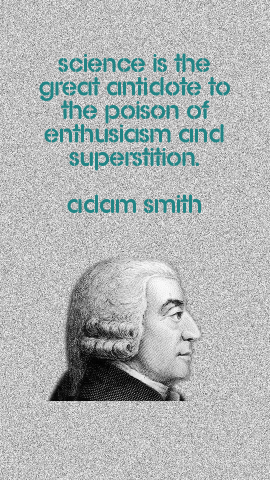 science is the
great antidote to
the poison of
enthusiasm and
superstition.
adam smith